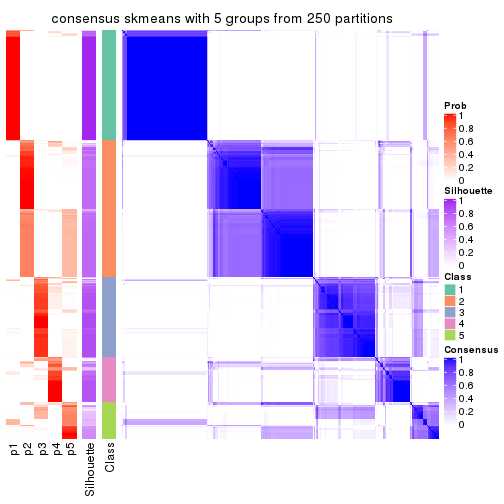 consensus skmeans with 5 groups from 250 partitions
Prob
1
0.8
0.6
0.4
0.2
0
Silhouette
1
0.8
0.6
0.4
0.2
0
Class
1
2
3
4
5
Consensus
1
0.8
0.6
0.4
0.2
0
p1
p2
p3
p4
p5
Silhouette
Class